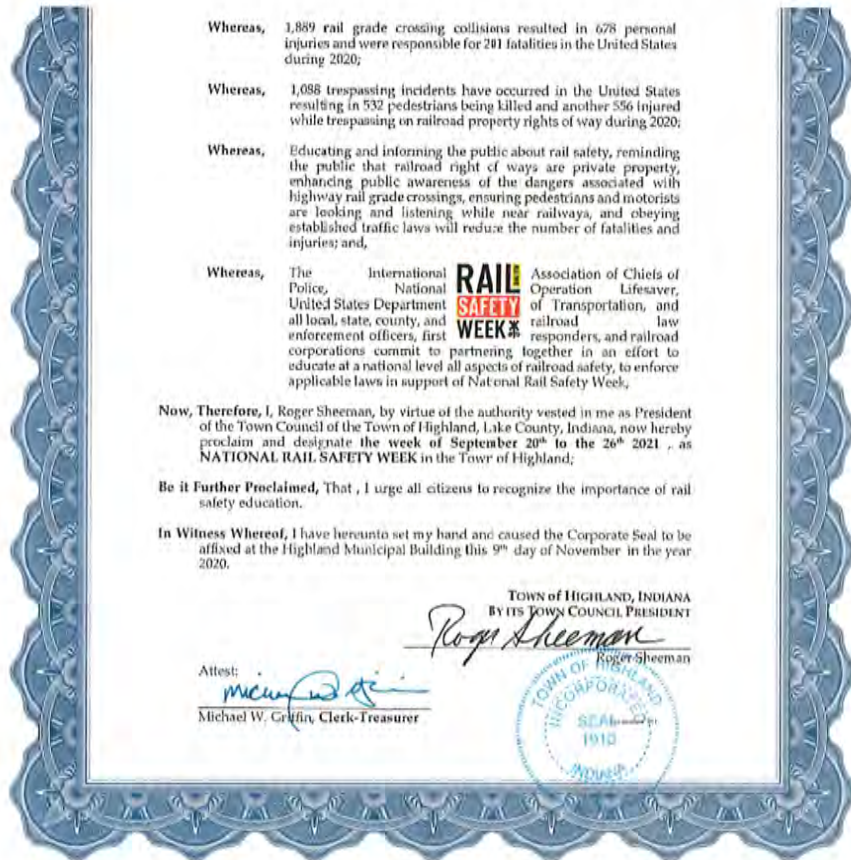 Whereas, 1,889 rail grade crossing collisions resulted in 678 personal
injuries and were responsible for 201 fatalities in the United States
during 2020;
Whereas, 1,088 trespassing incidents have occurred in the United States
resulting in 532 pedestrians being killed and another 556 injured
while trespassing on railroad property rights of way during 2020;
Whereas, Educating and informing the public about rail safety, reminding
the public that railroad right of ways are private property,
enhancing public awareness of the dangers associated with
highway rail grade crossings, ensuring pedestrians and motorists
are looking and listening while near railways, and obeying
established traffic laws will reduce the number of fatalities and
injuries; and,
Whereas, The International Association of Chiefs of
Police, National Operation Lifesaver,
United States Department of Transportation, and
all local, state, county, and railroad law
enforcement officers, first responders, and railroad
corporations commit to partnering together in an effort to
educate at a national level all aspects of railroad safety, to enforce
applicable laws in support of National Rail Safety Week,
RAIL
SAFETY
WEEK
Now, Therefore, I, Roger Sheeman, by virtue of the authority vested in me as President
of the Town Council of the Town of Highland, Lake County, Indiana, now hereby
proclaim and designate the week of September 20th to the 26th 2021 , as
NATIONAL RAIL SAFETY WEEK in the Town of Highland;
Be it Further Proclaimed, That , I urge all citizens to recognize the importance of rail
safety education.
In Witness Whereof, I have hereunto set my hand and caused the Corporate Seal to be
affixed at the Highland Municipal Building this 9th day of November in the year
2020.
TOWN of HIGHLAND, INDIANA
BY ITS TOWN COUNCIL PRESIDENT
Roger Sheeman
Roger Sheeman
Attest:
Michael W. Griffin, Clerk-Treasurer
TOWN OF HIGHLAND
INCORPORATED
SEAL
1910
INDIANA